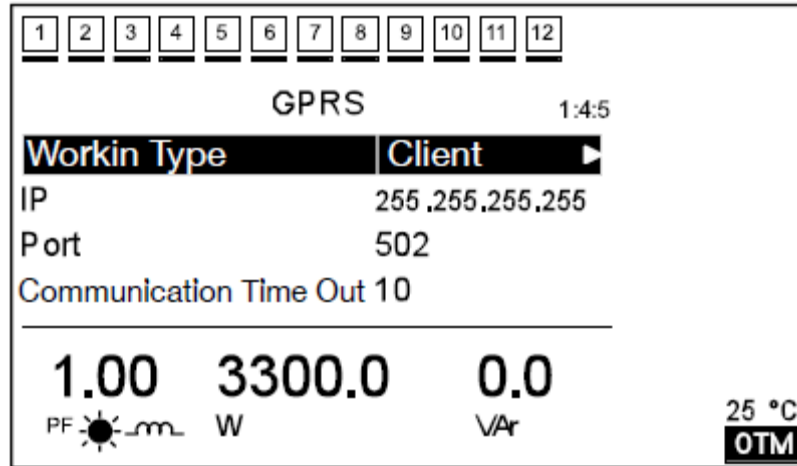 1 2 3 4 5 6 7 8 9 10 11 12
GPRS 1:4:5
Workin Type Client
IP 255.255.255.255
Port 502
Communication Time Out 10
1.00 3300.0 0.0
PF W VAr
25 °C
OTM